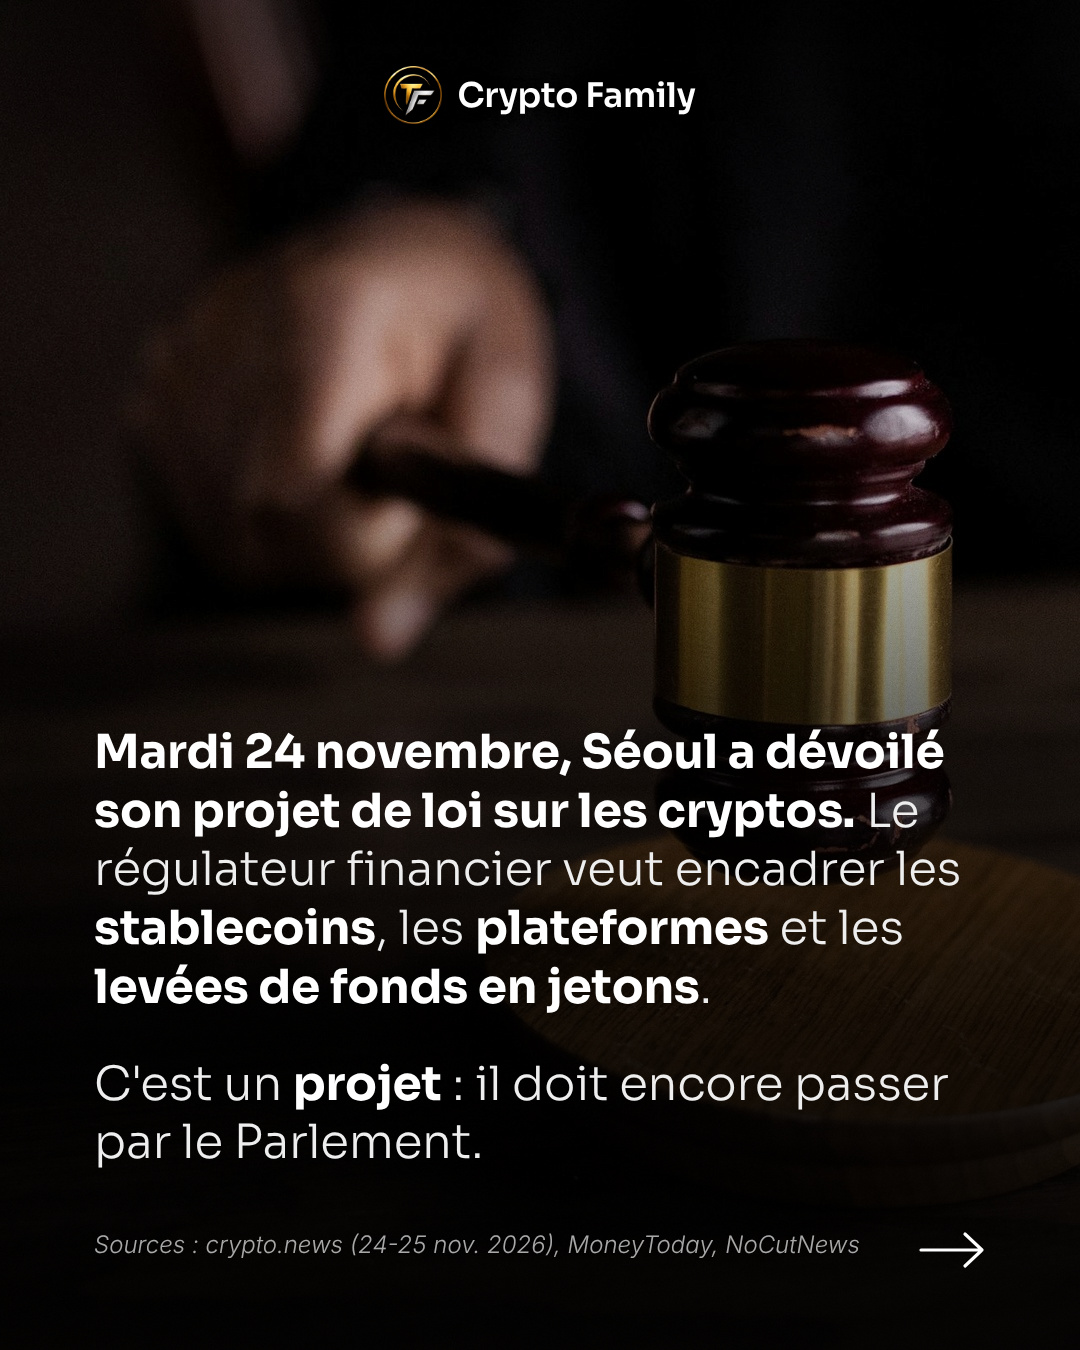 Crypto Family
Mardi 24 novembre, Séoul a dévoilé
son projet de loi sur les cryptos. Le
régulateur financier veut encadrer les
stablecoins, les plateformes et les
levées de fonds en jetons.
C'est un projet : il doit encore passer
par le Parlement.
Sources : crypto.news (24-25 nov. 2026), MoneyToday, NoCutNews